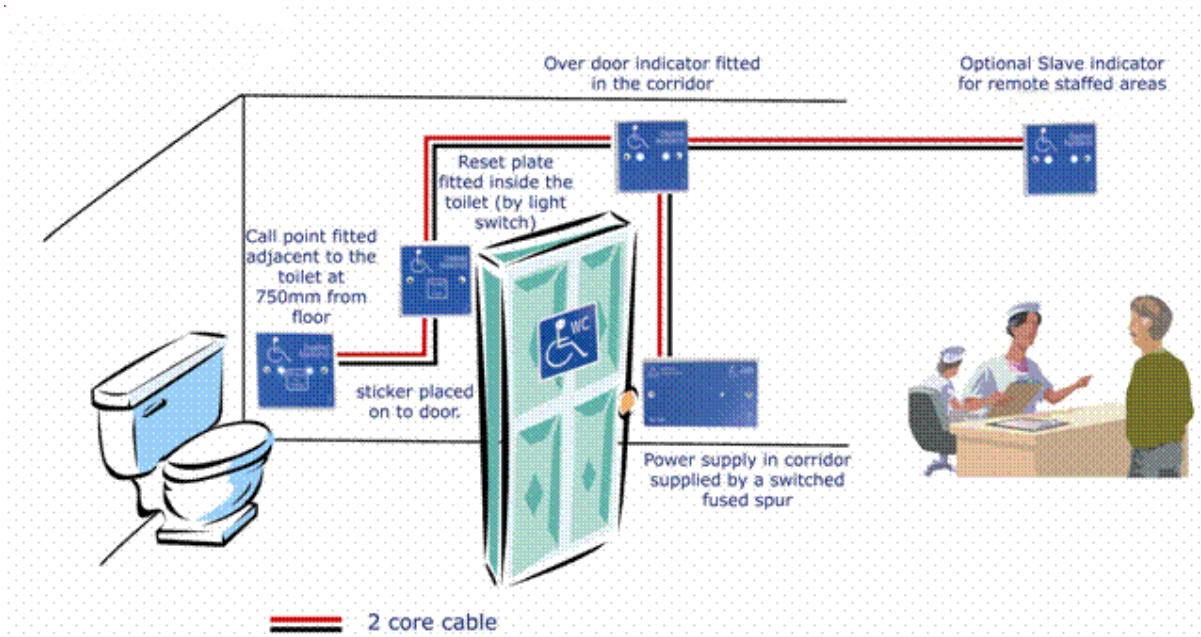 Over door indicator fitted
in the corridor
Optional Slave indicator
for remote staffed areas
Reset plate
fitted inside the
toilet (by light
switch)
Call point fitted
adjacent to the
toilet at
750mm from
floor
WC
sticker placed
on to door.
Power supply in corridor
supplied by a switched
fused spur
2 core cable